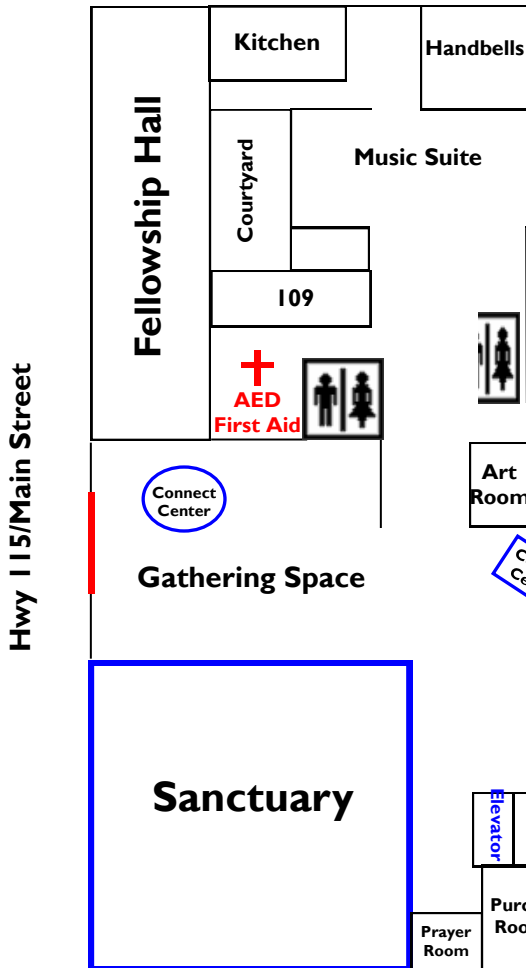 Kitchen
Handbells
Fellowship Hall
Courtyard
Music Suite
109
AED
First Aid
Hwy 115/Main Street
Connect
Center
Art
Room
Gathering Space
Sanctuary
Elevator
Prayer
Room